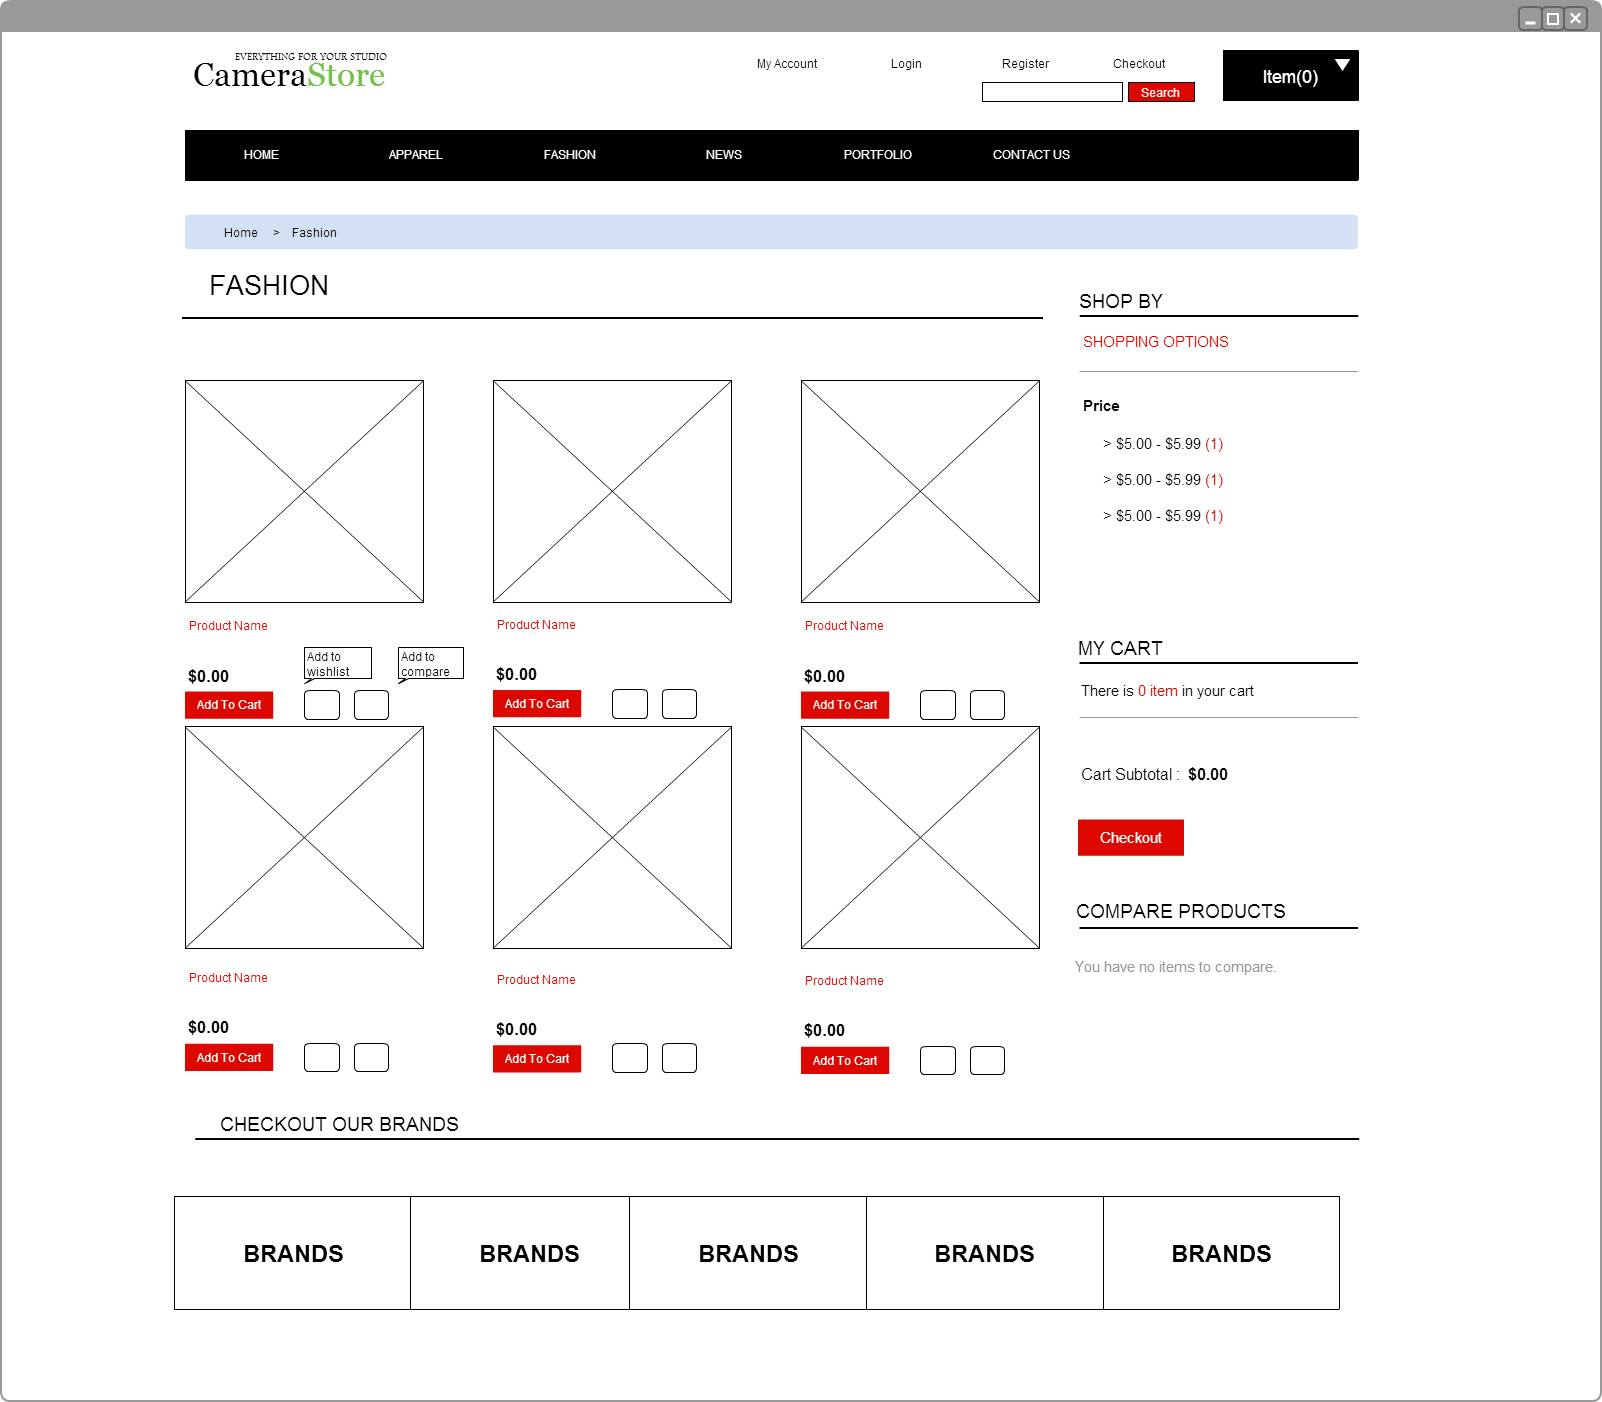 EVERYTHING FOR YOUR STUDIO
CameraStore
My Account
Login
Register
Checkout
Search
Item(0)
HOME
APPAREL
FASHION
NEWS
PORTFOLIO
CONTACT US
Home > Fashion
FASHION
Product Name
$0.00
Add to
wishlist
Add to
compare
Add To Cart
Product Name
$0.00
Add To Cart
Product Name
$0.00
Add To Cart
Product Name
$0.00
Add To Cart
Product Name
$0.00
Add To Cart
Product Name
$0.00
Add To Cart
SHOP BY
SHOPPING OPTIONS
Price
> $5.00 - $5.99 (1)
> $5.00 - $5.99 (1)
> $5.00 - $5.99 (1)
MY CART
There is 0 item in your cart
Cart Subtotal : $0.00
Checkout
COMPARE PRODUCTS
You have no items to compare.
CHECKOUT OUR BRANDS
BRANDS
BRANDS
BRANDS
BRANDS
BRANDS